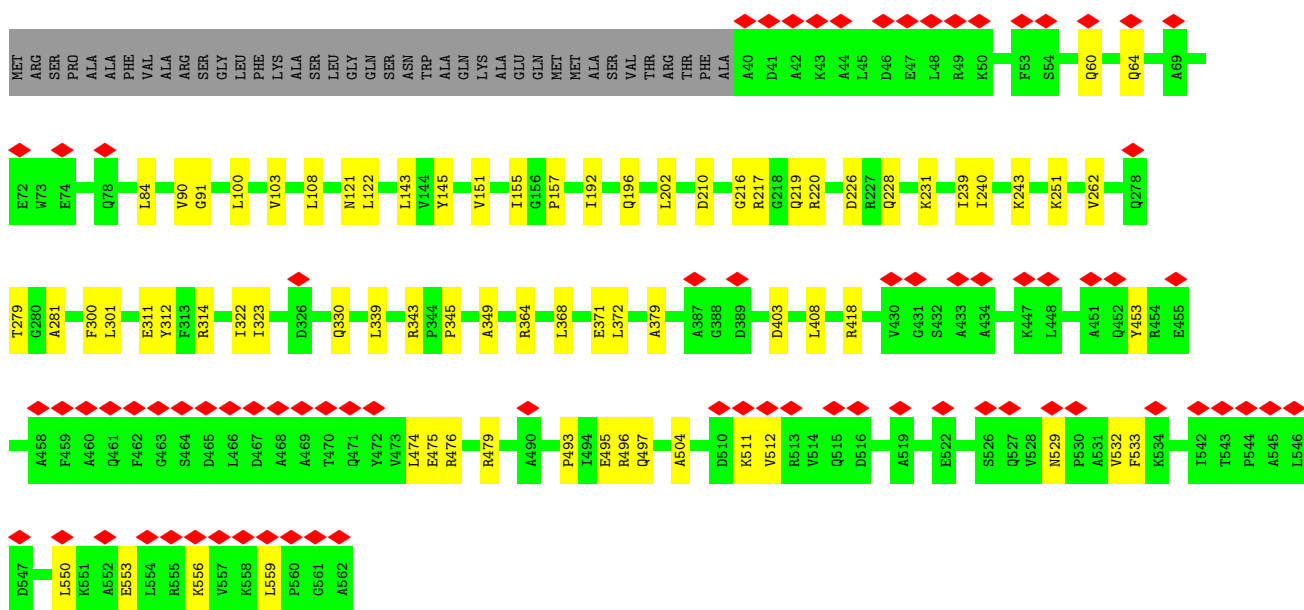 MET ARG SER PRO ALA ALA PHE VAL ALA ARG SER GLY LEU PHE LYS ALA SER LEU GLY GLN SER ASN TRP ALA GLN LYS ALA GLU GLN MET MET ALA SER VAL THR ARG THR PHE ALA A40 D41 A42 K43 A44 L45 D46 E47 L48 R49 K50 F53 S54 Q60 Q64 A69
E72 W73 E74 Q78 L84 V90 G91 L100 V103 L108 N121 L122 L143 V144 Y145 V151 I155 G156 P157 I192 Q196 L202 D210 G216 R217 G218 Q219 R220 D226 R227 Q228 K231 I239 I240 K243 K251 V262 Q278
T279 G280 A281 F300 L301 E311 Y312 F313 R314 I322 I323 D326 Q330 L339 R343 P344 P345 A349 R364 L368 E371 L372 A379 A387 G388 D389 D403 L408 R418 V430 G431 S432 A433 A434 K447 L448 A451 Q452 Y453 R454 E455
A458 F459 A460 Q461 F462 G463 S464 D465 L466 D467 A468 A469 T470 Q471 Y472 V473 L474 E475 R476 R479 A490 P493 I494 E495 R496 Q497 A504 D510 K511 V512 R513 V514 Q515 D516 A519 E522 S526 Q527 V528 N529 P530 A531 V532 F533 K534 I542 T543 P544 A545 L546
D547 L550 K551 A552 E553 L554 R555 K556 V557 K558 L559 P560 G561 A562